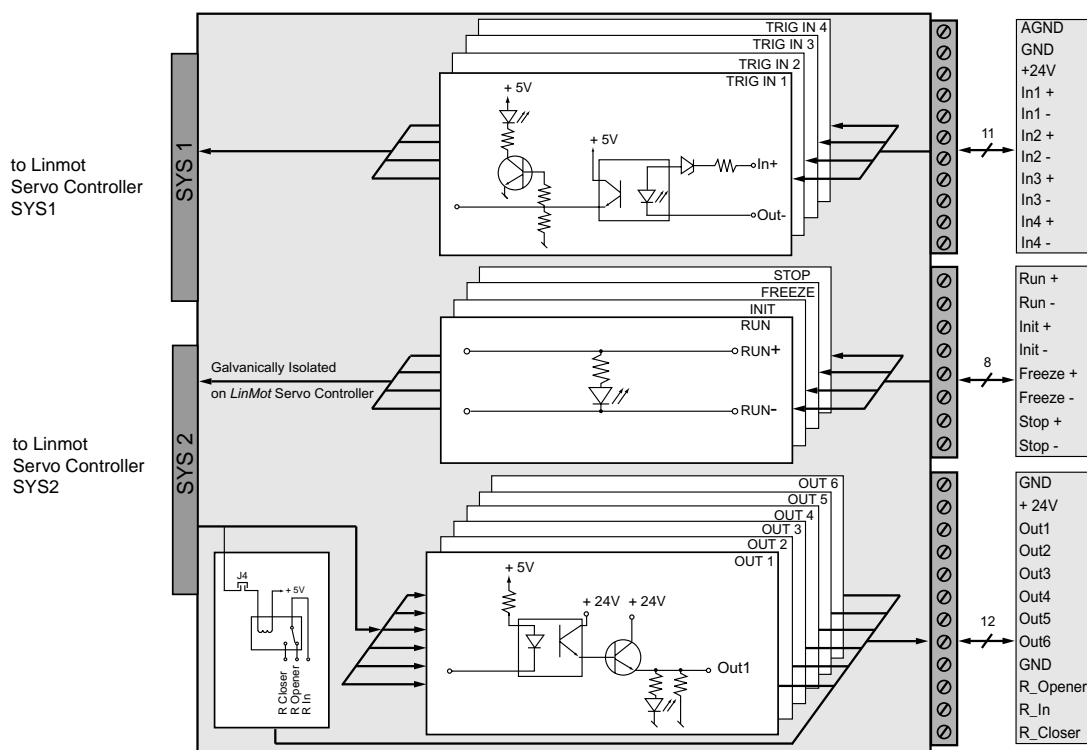 TRIG IN 4
TRIG IN 3
TRIG IN 2
TRIG IN 1
+ 5V
+ 5V
In+
Out-
SYS 1
to Linmot
Servo Controller
SYS1
11
AGND
GND
+24V
In1 +
In1 -
In2 +
In2 -
In3 +
In3 -
In4 +
In4 -
STOP
FREEZE
INIT
RUN
RUN+
RUN-
Galvanically Isolated
on LinMot Servo Controller
8
Run +
Run -
Init +
Init -
Freeze +
Freeze -
Stop +
Stop -
SYS 2
to Linmot
Servo Controller
SYS2
OUT 6
OUT 5
OUT 4
OUT 3
OUT 2
OUT 1
+ 5V
+ 24V
+ 24V
Out1
J4
+ 5V
R Closer
R Opener
R In
12
GND
+ 24V
Out1
Out2
Out3
Out4
Out5
Out6
GND
R_Opener
R_In
R_Closer